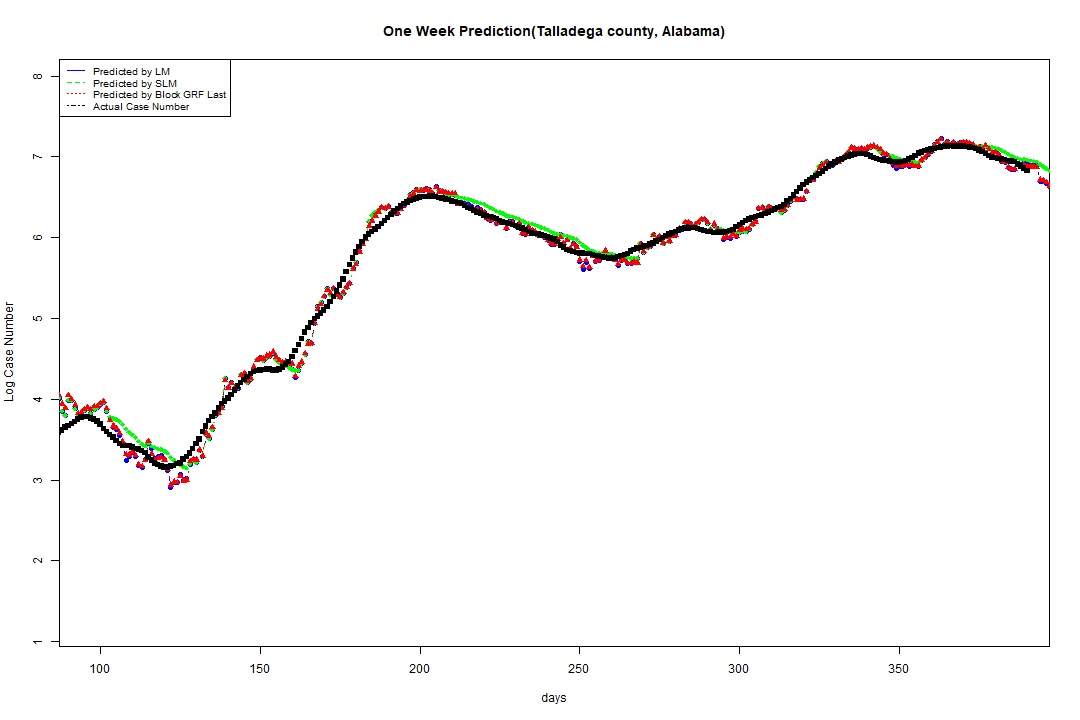 One Week Prediction(Talladega county, Alabama)
Predicted by LM
Predicted by SLM
Predicted by Block GRF Last
Actual Case Number
8
7
6
5
4
3
2
1
Log Case Number
100 150 200 250 300 350
days